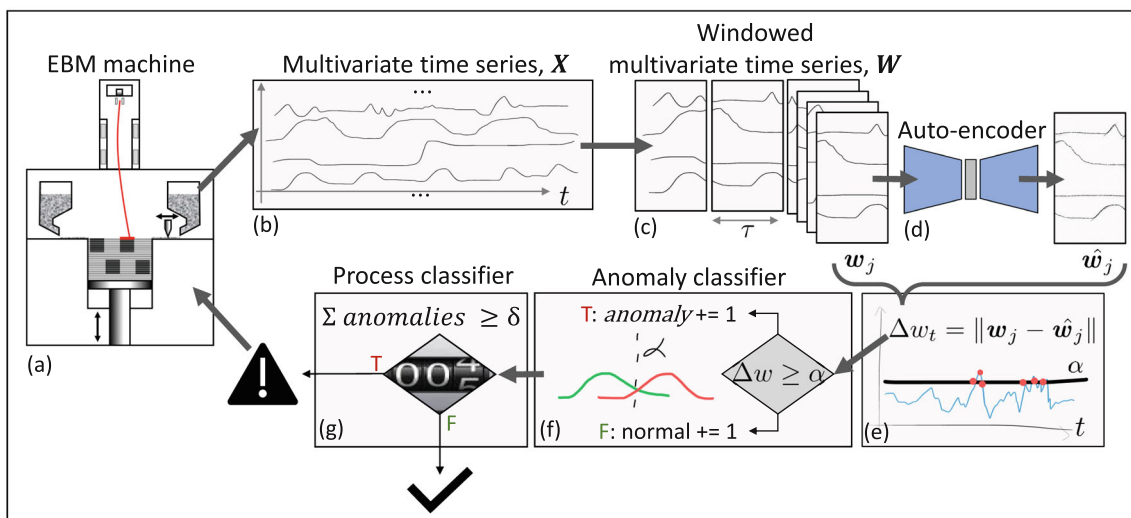 EBM machine
(a)
Multivariate time series, X
...
...
t
(b)
Windowed
multivariate time series, W
τ
(c)
w_j
Auto-encoder
(d)
ŵ_j
Δw_t = ‖w_j − ŵ_j‖
α
t
(e)
Anomaly classifier
T: anomaly += 1
α
Δw ≥ α
F: normal += 1
(f)
Process classifier
Σ anomalies ≥ δ
T
F
(g)